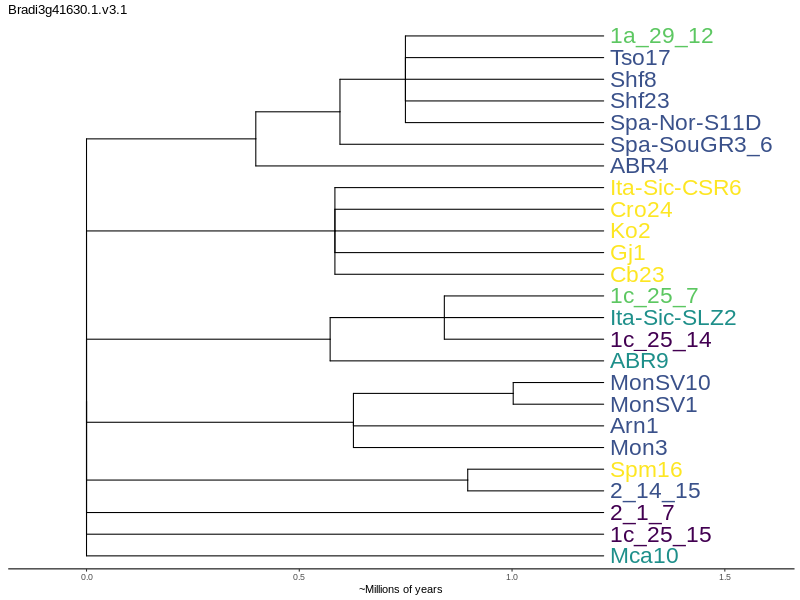 Bradi3g41630.1.v3.1
1a_29_12
Tso17
Shf8
Shf23
Spa-Nor-S11D
Spa-SouGR3_6
ABR4
Ita-Sic-CSR6
Cro24
Ko2
Gj1
Cb23
1c_25_7
Ita-Sic-SLZ2
1c_25_14
ABR9
MonSV10
MonSV1
Arn1
Mon3
Spm16
2_14_15
2_1_7
1c_25_15
Mca10
0.0 0.5 1.0 1.5
~Millions of years